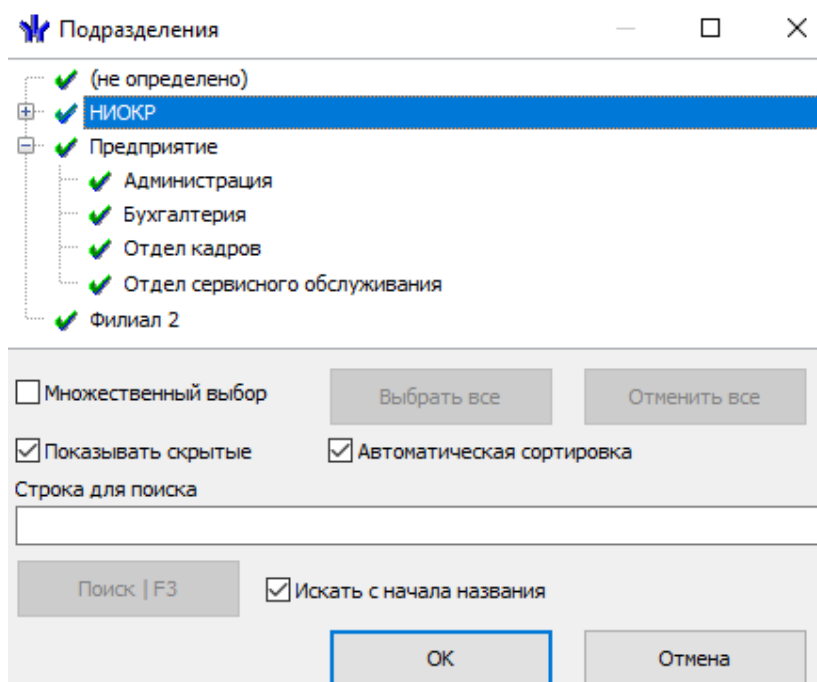 Подразделения
(не определено)
НИОКР
Предприятие
Администрация
Бухгалтерия
Отдел кадров
Отдел сервисного обслуживания
Филиал 2
Множественный выбор
Выбрать все
Отменить все
Показывать скрытые
Автоматическая сортировка
Строка для поиска
Поиск | F3
Искать с начала названия
ОК
Отмена